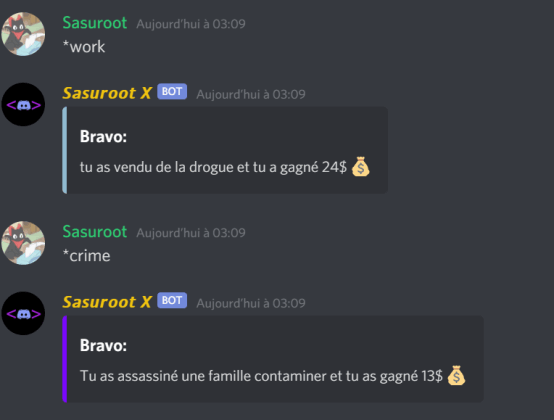 Sasuroot Aujourd'hui à 03:09
*work
Sasuroot X BOT Aujourd'hui à 03:09
Bravo:
tu as vendu de la drogue et tu a gagné 24$ 💰
Sasuroot Aujourd'hui à 03:09
*crime
Sasuroot X BOT Aujourd'hui à 03:09
Bravo:
Tu as assassiné une famille contaminer et tu as gagné 13$ 💰